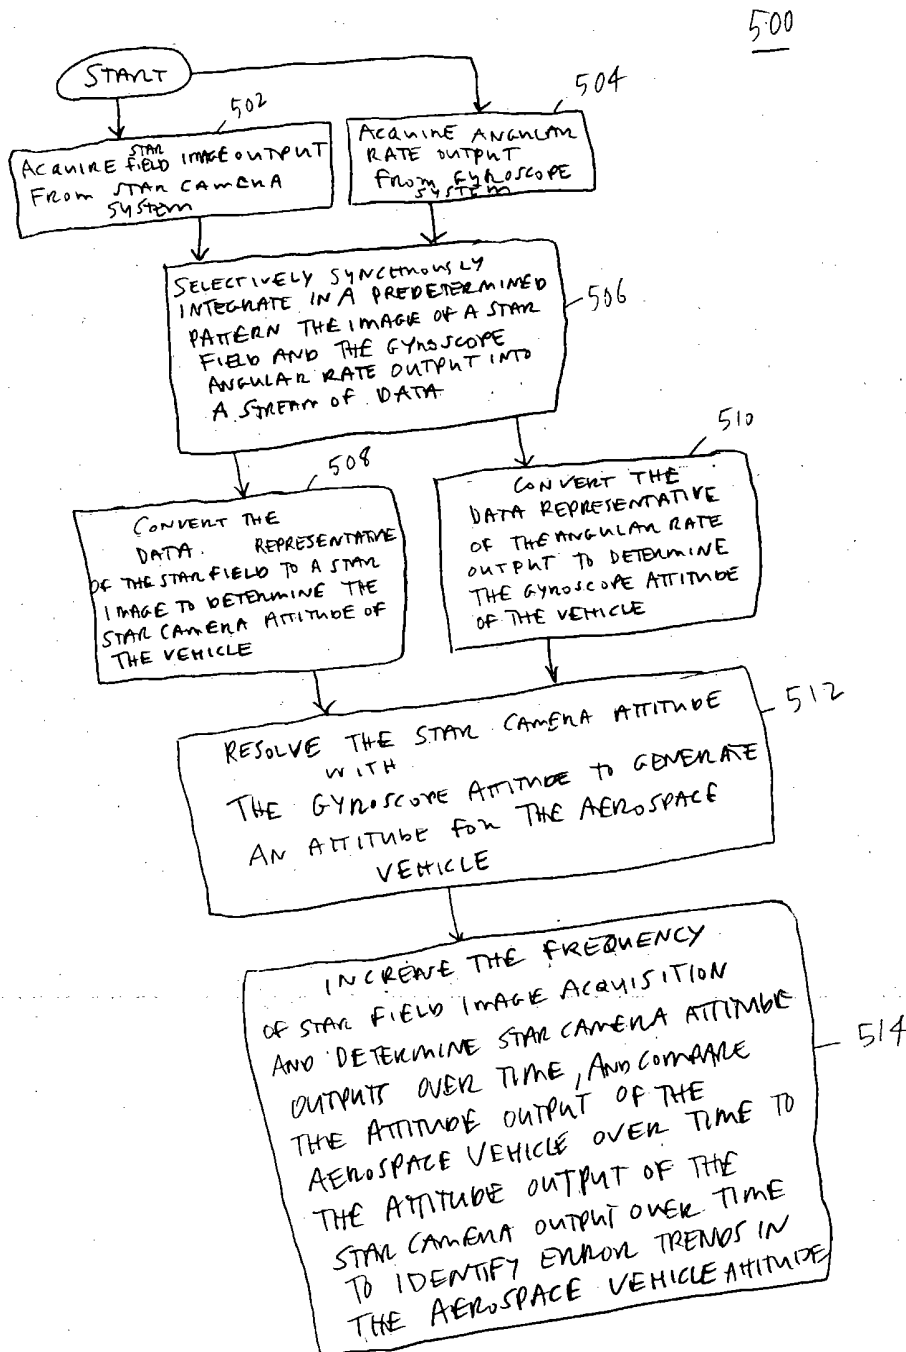 500
START
502
ACQUIRE STAR FIELD IMAGE OUTPUT
FROM STAR CAMERA
SYSTEM
504
ACQUIRE ANGULAR
RATE OUTPUT
FROM GYROSCOPE
SYSTEM
SELECTIVELY SYNCHNOUSLY
INTEGRATE IN A PREDETERMINED
PATTERN THE IMAGE OF A STAR
FIELD AND THE GYROSCOPE
ANGULAR RATE OUTPUT INTO
A STREAM OF DATA
506
508
CONVERT THE
DATA REPRESENTATIVE
OF THE STAR FIELD TO A STAR
IMAGE TO DETERMINE THE
STAR CAMERA ATTITUDE OF
THE VEHICLE
510
CONVERT THE
DATA REPRESENTATIVE
OF THE ANGULAR RATE
OUTPUT TO DETERMINE
THE GYROSCOPE ATTITUDE
OF THE VEHICLE
RESOLVE THE STAR CAMERA ATTITUDE
WITH
THE GYROSCOPE ATTITUDE TO GENERATE
AN ATTITUDE FOR THE AEROSPACE
VEHICLE
512
INCREASE THE FREQUENCY
OF STAR FIELD IMAGE ACQUISITION
AND DETERMINE STAR CAMERA ATTITUDE
OUTPUTS OVER TIME, AND COMPARE
THE ATTITUDE OUTPUT OF THE
AEROSPACE VEHICLE OVER TIME TO
THE ATTITUDE OUTPUT OF THE
STAR CAMERA OUTPUT OVER TIME
TO IDENTIFY ERROR TRENDS IN
THE AEROSPACE VEHICLE ATTITUDE
514